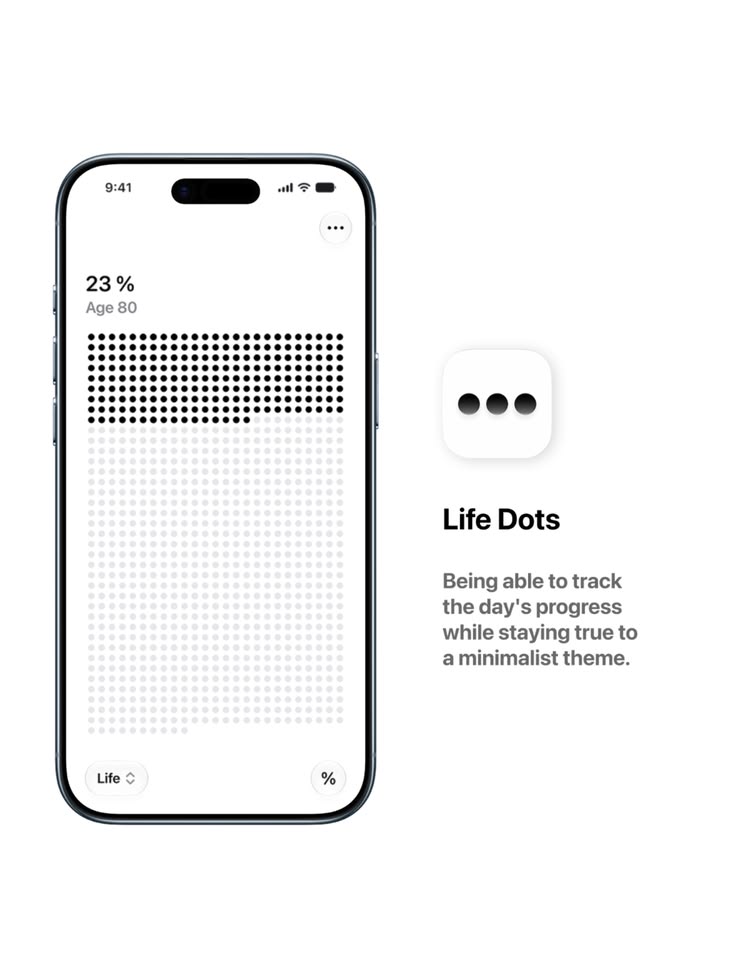 9:41
23 %
Age 80
Life
%
Life Dots
Being able to track
the day's progress
while staying true to
a minimalist theme.